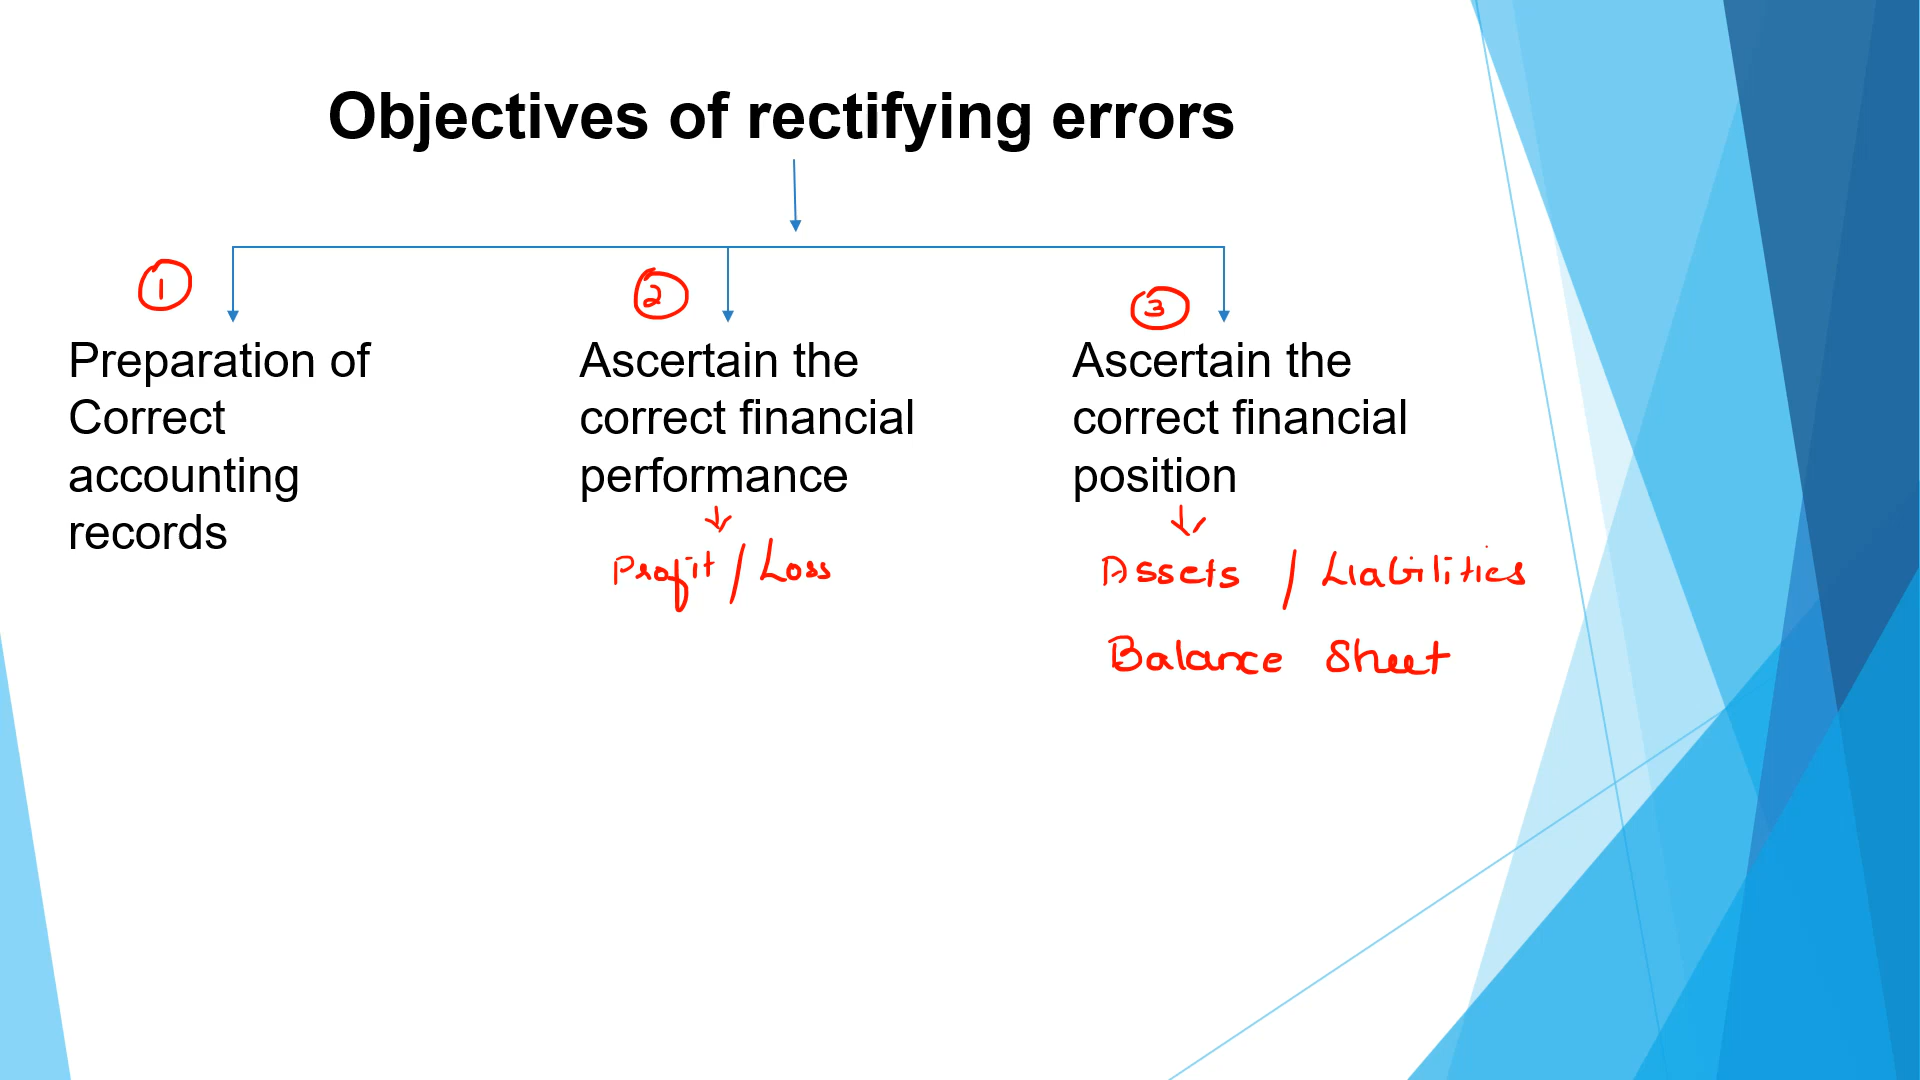 Objectives of rectifying errors
1
Preparation of
Correct
accounting
records
2
Ascertain the
correct financial
performance
Profit / Loss
3
Ascertain the
correct financial
position
Assets / Liabilities
Balance Sheet